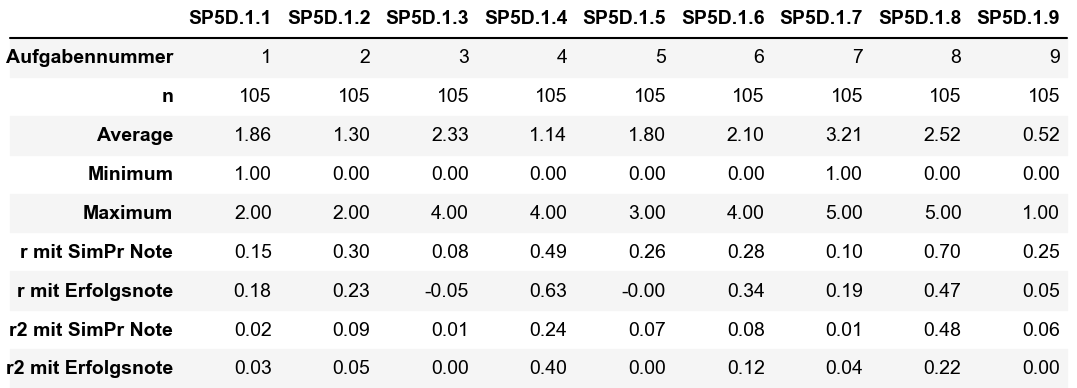 SP5D.1.1 SP5D.1.2 SP5D.1.3 SP5D.1.4 SP5D.1.5 SP5D.1.6 SP5D.1.7 SP5D.1.8 SP5D.1.9
Aufgabennummer 1 2 3 4 5 6 7 8 9
n 105 105 105 105 105 105 105 105 105
Average 1.86 1.30 2.33 1.14 1.80 2.10 3.21 2.52 0.52
Minimum 1.00 0.00 0.00 0.00 0.00 0.00 1.00 0.00 0.00
Maximum 2.00 2.00 4.00 4.00 3.00 4.00 5.00 5.00 1.00
r mit SimPr Note 0.15 0.30 0.08 0.49 0.26 0.28 0.10 0.70 0.25
r mit Erfolgsnote 0.18 0.23 -0.05 0.63 -0.00 0.34 0.19 0.47 0.05
r2 mit SimPr Note 0.02 0.09 0.01 0.24 0.07 0.08 0.01 0.48 0.06
r2 mit Erfolgsnote 0.03 0.05 0.00 0.40 0.00 0.12 0.04 0.22 0.00